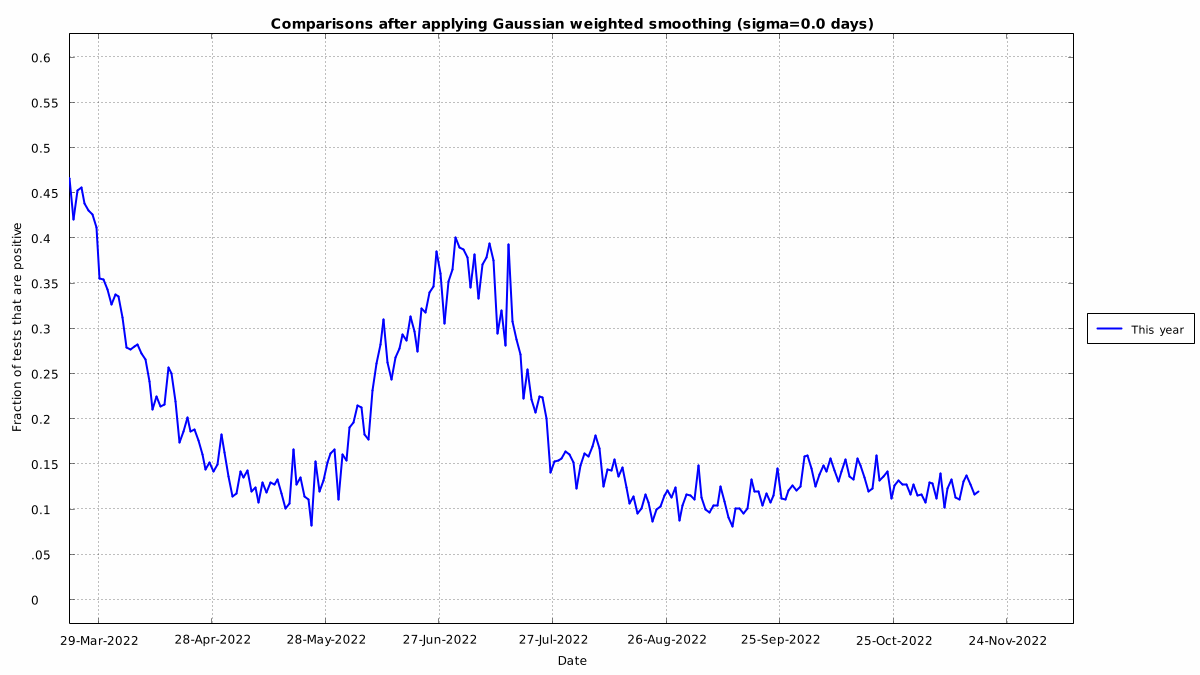 Comparisons after applying Gaussian weighted smoothing (sigma=0.0 days)
0.6
0.55
0.5
0.45
0.4
0.35
0.3
0.25
0.2
0.15
0.1
.05
0
Fraction of tests that are positive
This year
29-Mar-2022 28-Apr-2022 28-May-2022 27-Jun-2022 27-Jul-2022 26-Aug-2022 25-Sep-2022 25-Oct-2022 24-Nov-2022
Date